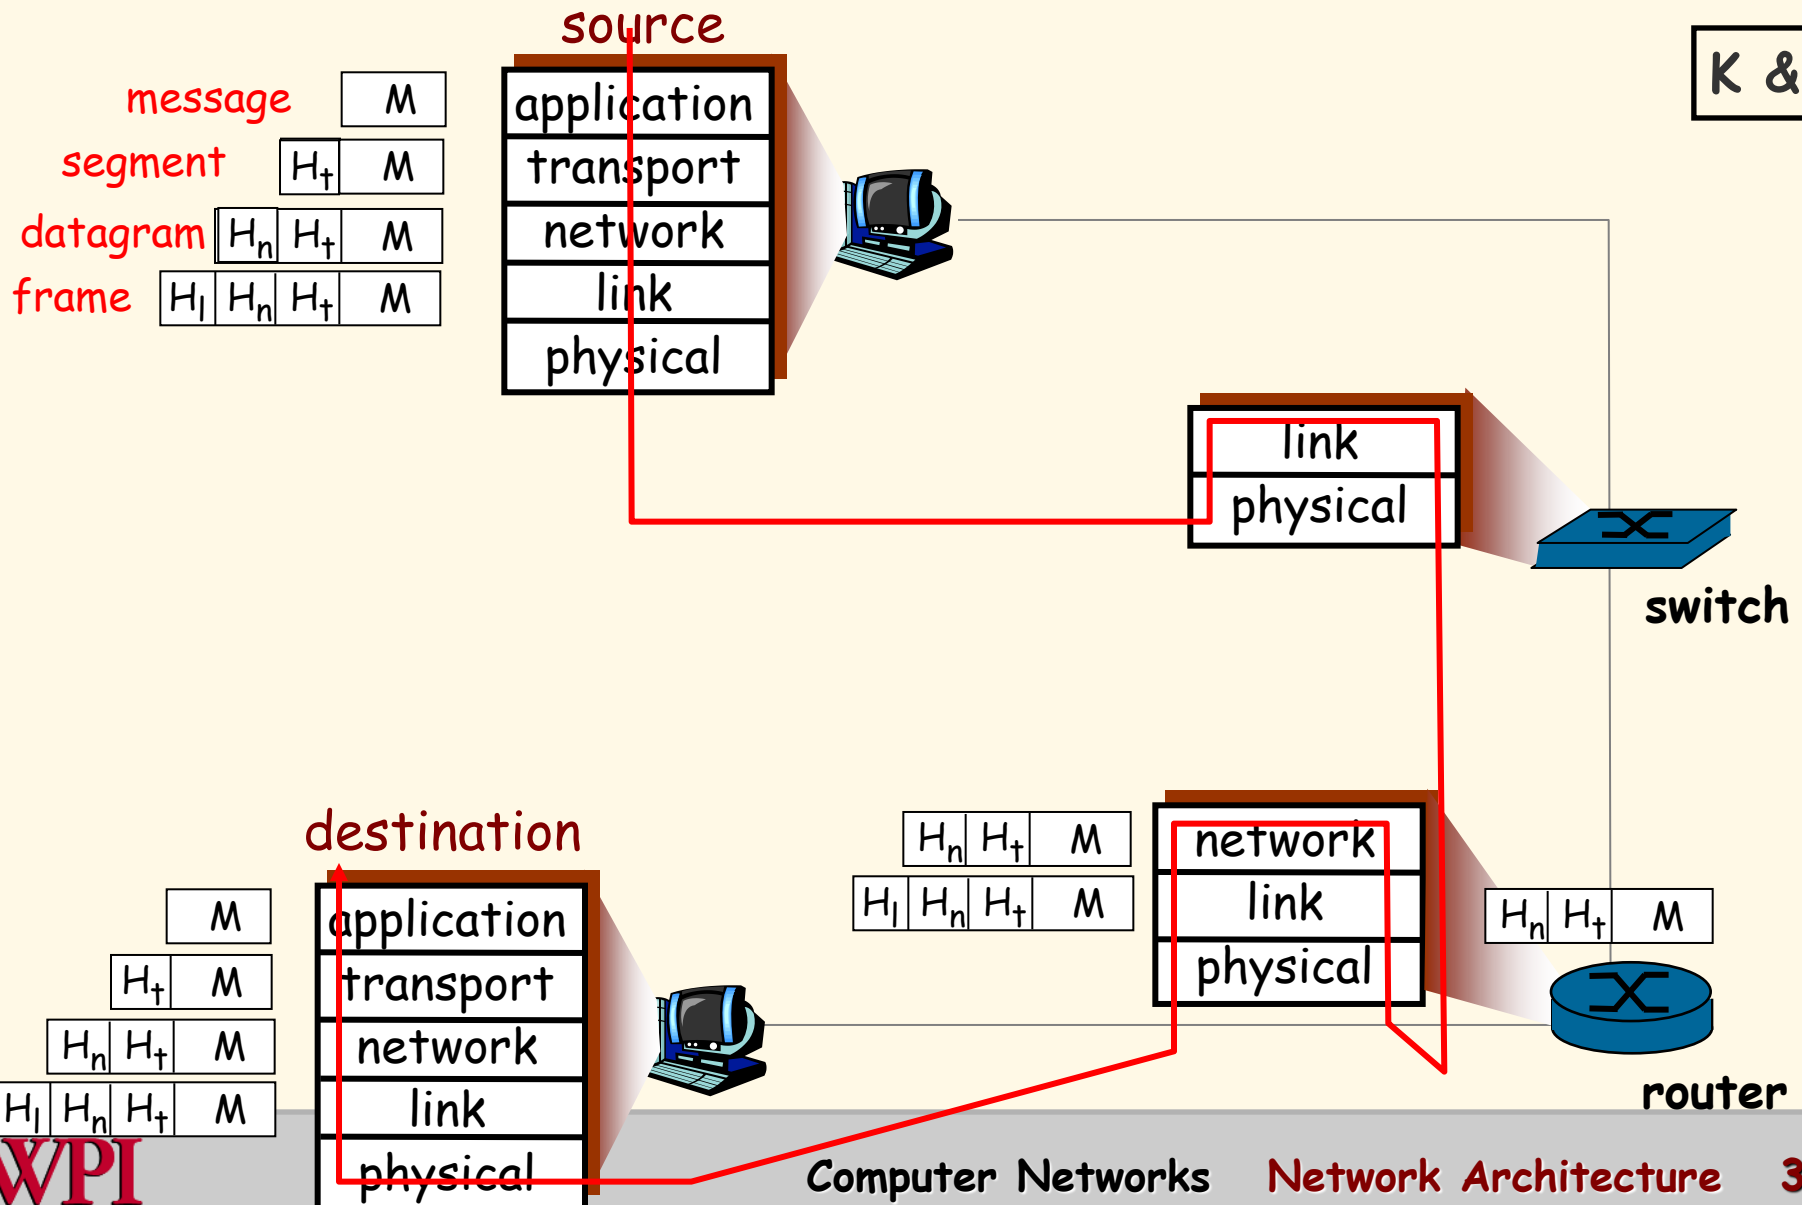 source
K &
message M
segment Ht M
datagram Hn Ht M
frame Hl Hn Ht M
application
transport
network
link
physical
link
physical
switch
destination
M
Ht M
Hn Ht M
Hl Hn Ht M
application
transport
network
link
physical
Hn Ht M
Hl Hn Ht M
network
link
physical
Hn Ht M
router
WPI
Computer Networks Network Architecture 3